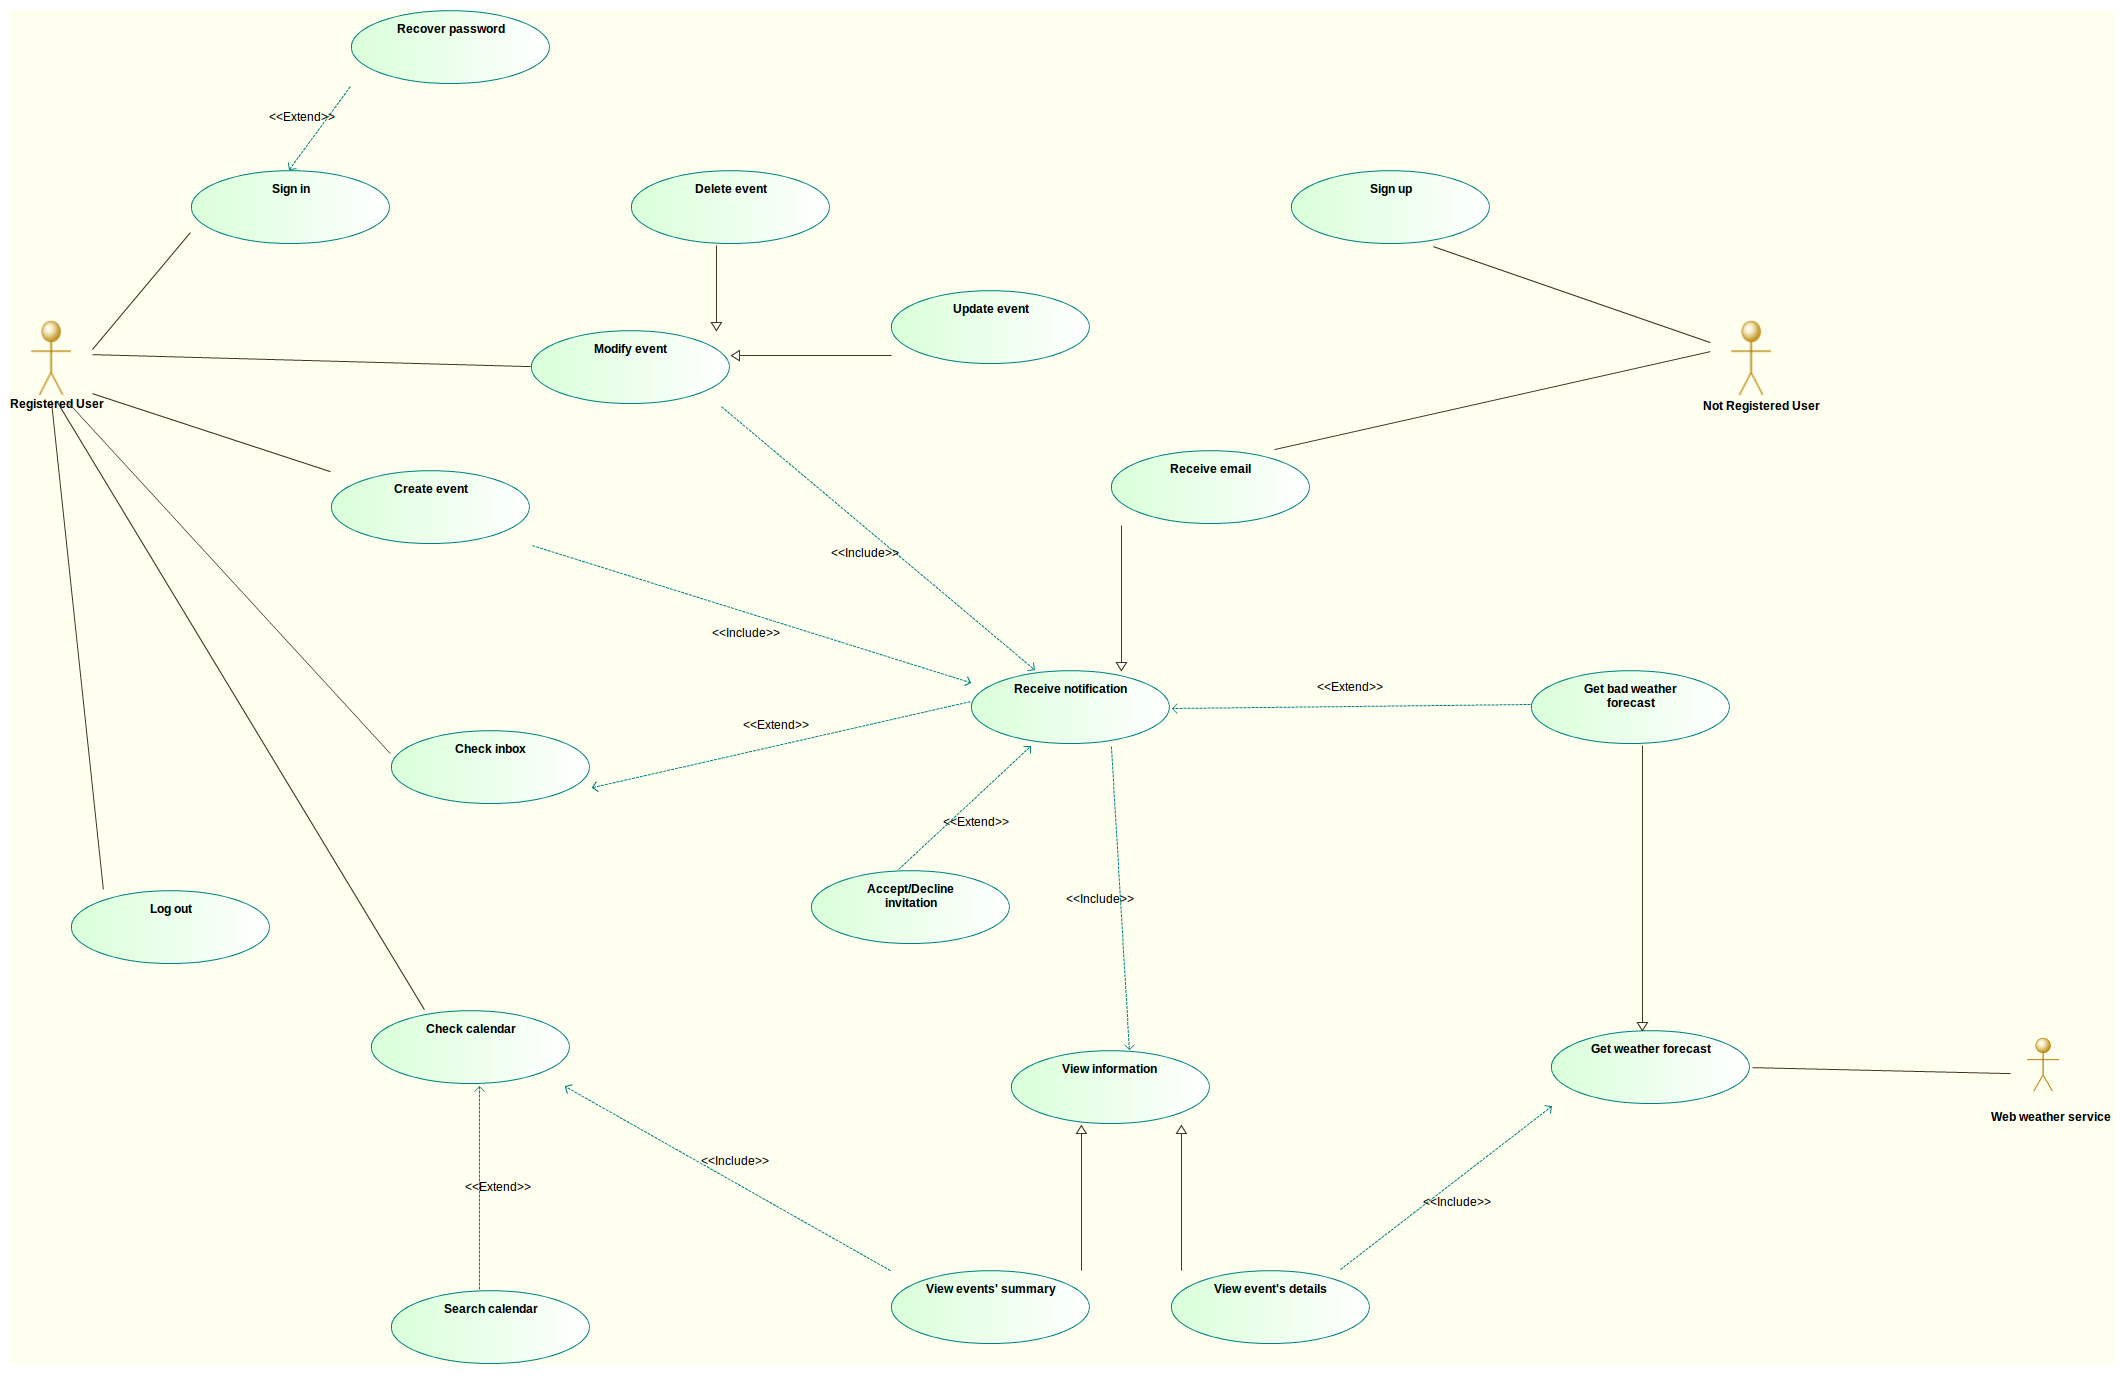 Recover password
<<Extend>>
Sign in
Delete event
Sign up
Update event
Modify event
Registered User
Not Registered User
Receive email
Create event
<<Include>>
<<Include>>
Receive notification
<<Extend>>
Get bad weather
forecast
<<Extend>>
Check inbox
<<Extend>>
Accept/Decline
invitation
<<Include>>
Log out
Check calendar
View information
Get weather forecast
Web weather service
<<Include>>
<<Extend>>
<<Include>>
View events' summary
View event's details
Search calendar